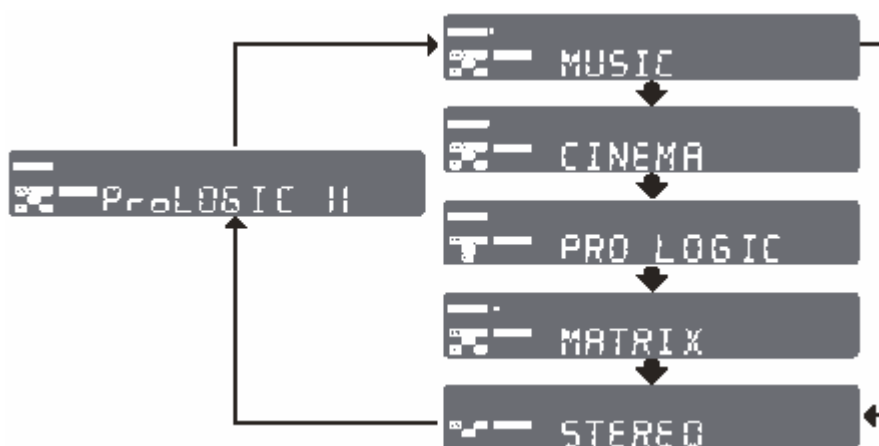 MUSIC
CINEMA
ProLOGIC II
PRO LOGIC
MATRIX
STEREO